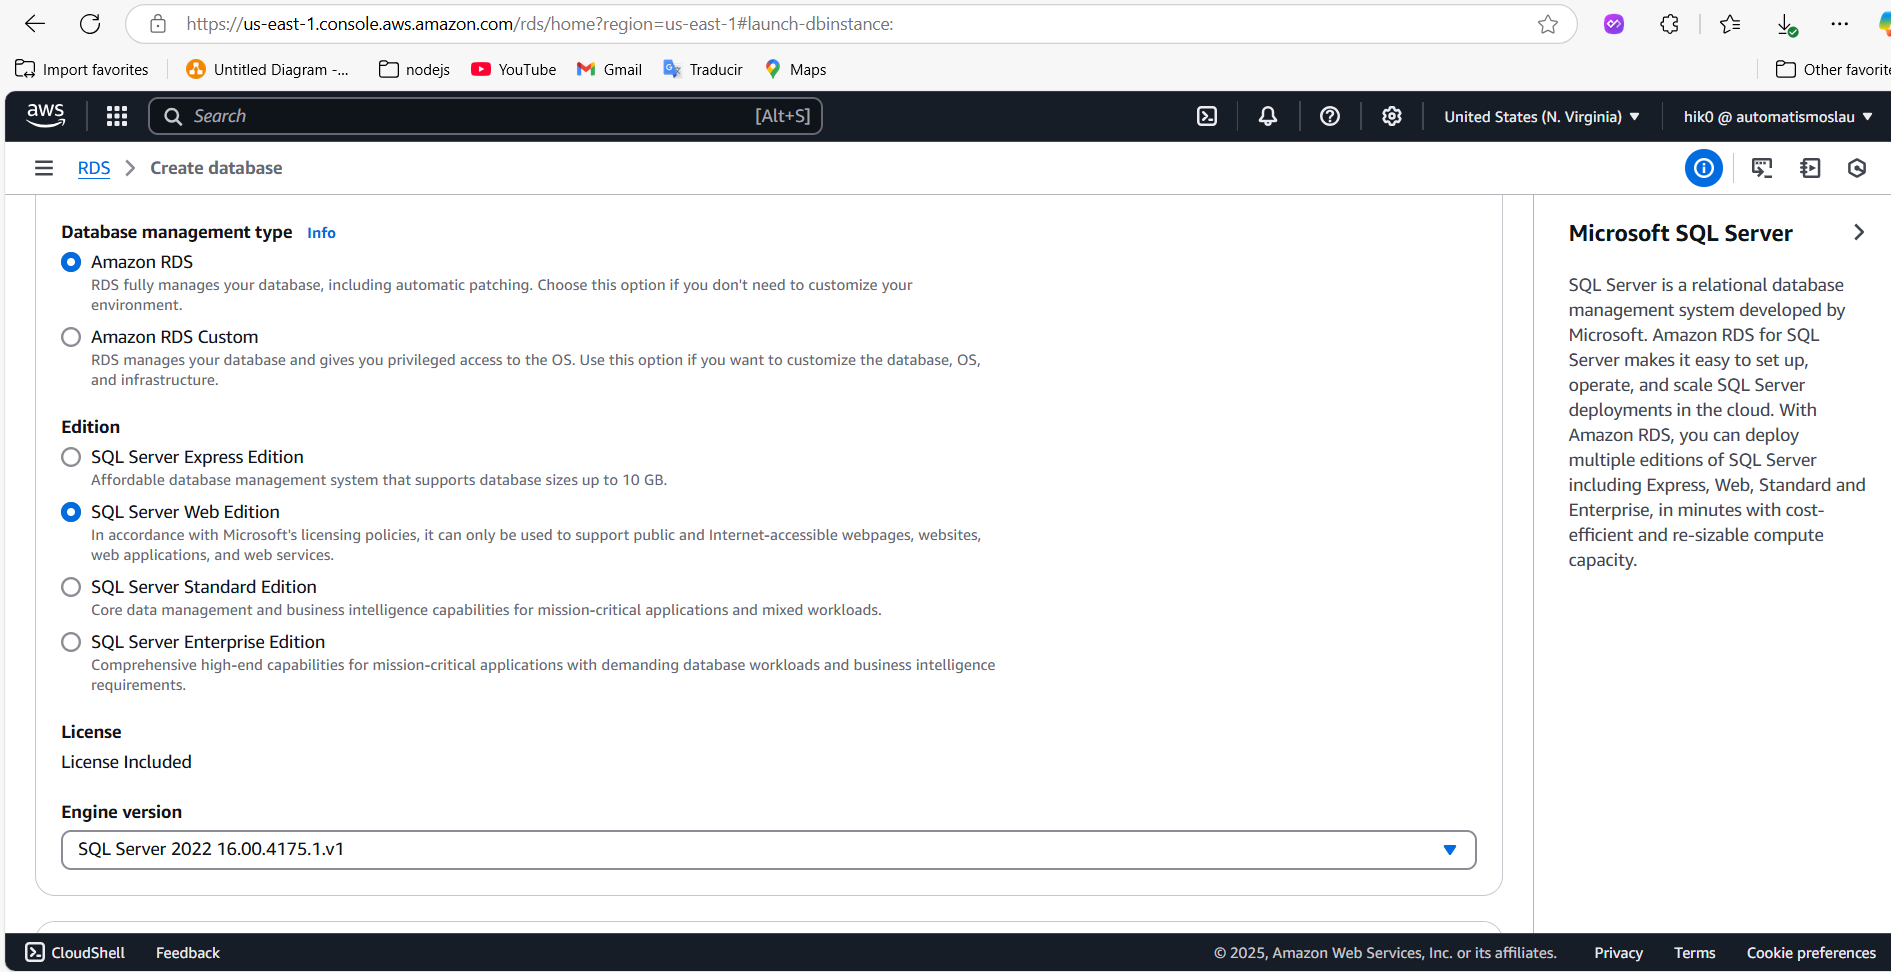 https://us-east-1.console.aws.amazon.com/rds/home?region=us-east-1#launch-dbinstance:
Import favorites
Untitled Diagram -...
nodejs
YouTube
Gmail
Traducir
Maps
Other favorite
aws
Search
[Alt+S]
United States (N. Virginia)
hik0 @ automatismoslau
RDS
Create database
Database management type Info
Amazon RDS
RDS fully manages your database, including automatic patching. Choose this option if you don't need to customize your
environment.
Amazon RDS Custom
RDS manages your database and gives you privileged access to the OS. Use this option if you want to customize the database, OS,
and infrastructure.
Edition
SQL Server Express Edition
Affordable database management system that supports database sizes up to 10 GB.
SQL Server Web Edition
In accordance with Microsoft's licensing policies, it can only be used to support public and Internet-accessible webpages, websites,
web applications, and web services.
SQL Server Standard Edition
Core data management and business intelligence capabilities for mission-critical applications and mixed workloads.
SQL Server Enterprise Edition
Comprehensive high-end capabilities for mission-critical applications with demanding database workloads and business intelligence
requirements.
License
License Included
Engine version
SQL Server 2022 16.00.4175.1.v1
Microsoft SQL Server
SQL Server is a relational database
management system developed by
Microsoft. Amazon RDS for SQL
Server makes it easy to set up,
operate, and scale SQL Server
deployments in the cloud. With
Amazon RDS, you can deploy
multiple editions of SQL Server
including Express, Web, Standard and
Enterprise, in minutes with cost-
efficient and re-sizable compute
capacity.
CloudShell
Feedback
© 2025, Amazon Web Services, Inc. or its affiliates.
Privacy
Terms
Cookie preferences